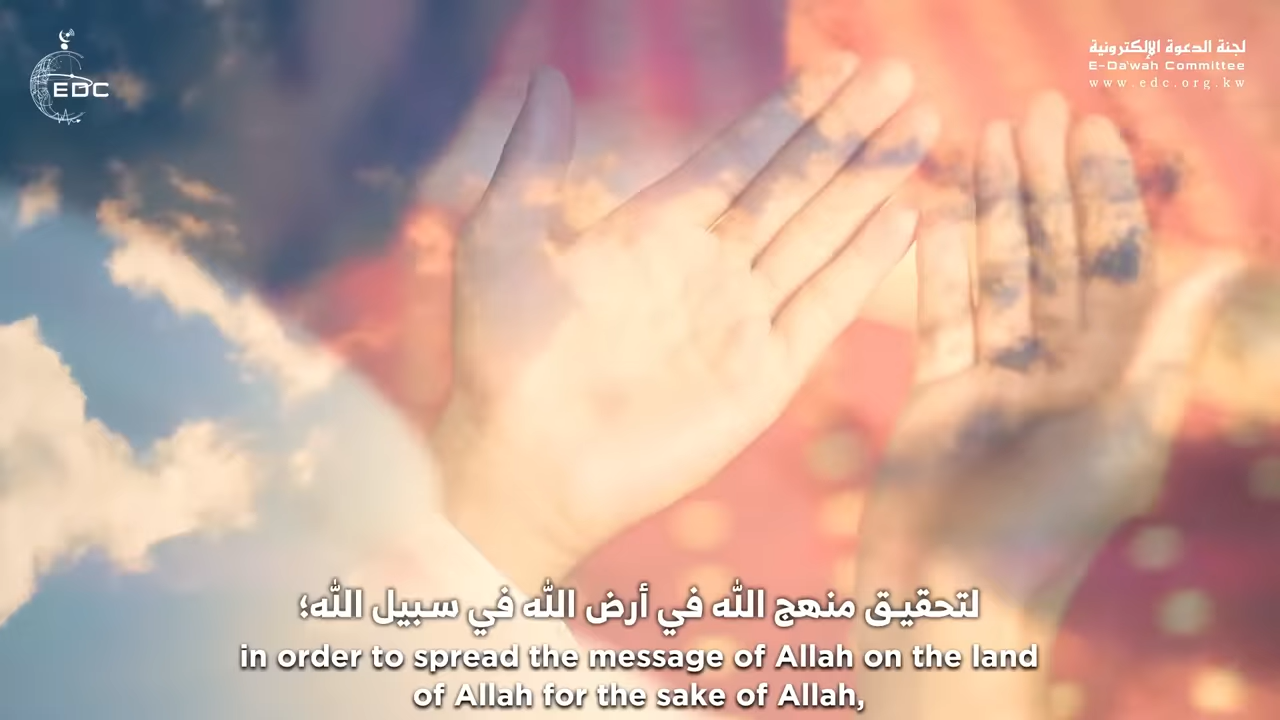 EDC
لجنة الدعوة الإلكترونية
E-Da'wah Committee
www.edc.org.kw
لتحقيق منهج الله في أرض الله في سبيل الله؛
in order to spread the message of Allah on the land
of Allah for the sake of Allah,